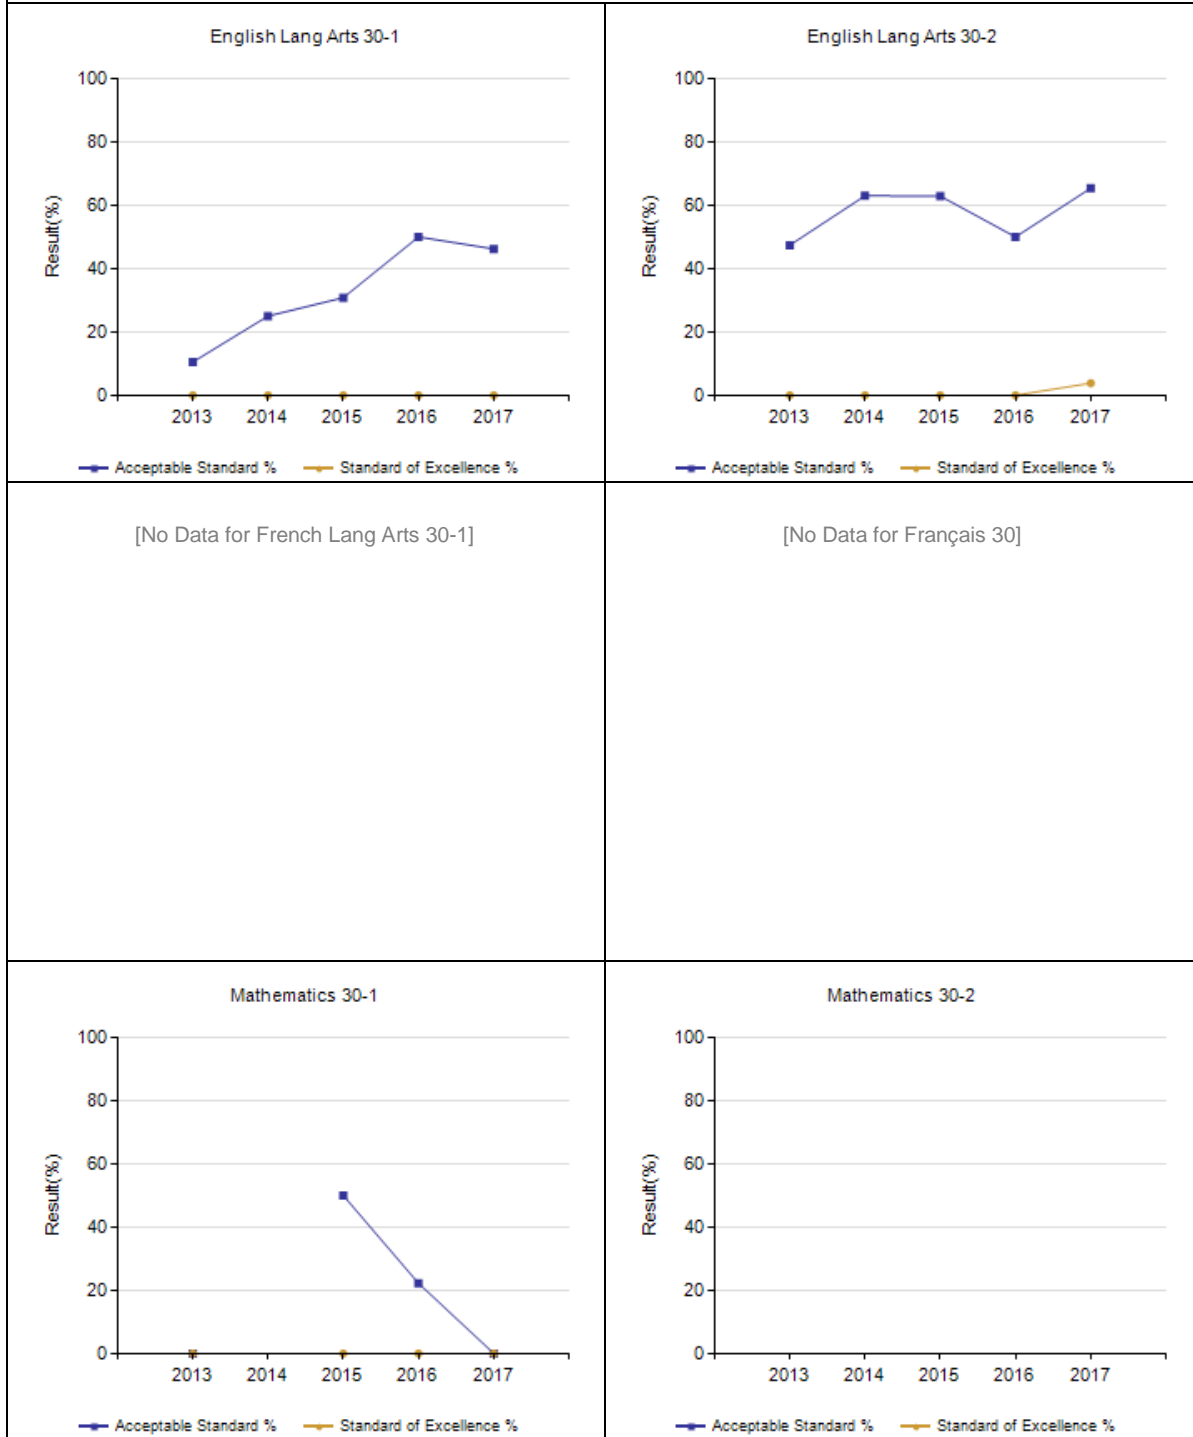 English Lang Arts 30-1
100
80
60
40
20
0
Result(%)
2013 2014 2015 2016 2017
Acceptable Standard % Standard of Excellence %
English Lang Arts 30-2
100
80
60
40
20
0
Result(%)
2013 2014 2015 2016 2017
Acceptable Standard % Standard of Excellence %
[No Data for French Lang Arts 30-1]
[No Data for Français 30]
Mathematics 30-1
100
80
60
40
20
0
Result(%)
2013 2014 2015 2016 2017
Acceptable Standard % Standard of Excellence %
Mathematics 30-2
100
80
60
40
20
0
Result(%)
2013 2014 2015 2016 2017
Acceptable Standard % Standard of Excellence %